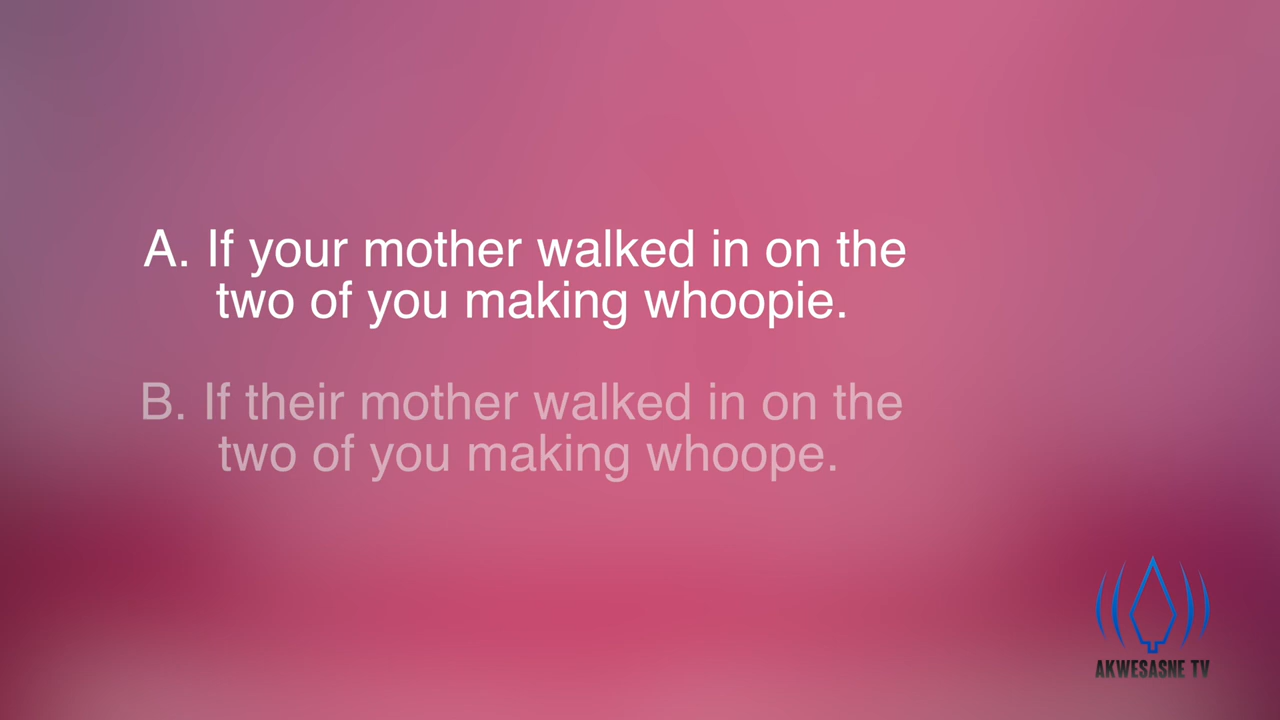 A. If your mother walked in on the
two of you making whoopie.
B. If their mother walked in on the
two of you making whoope.
AKWESASNE TV